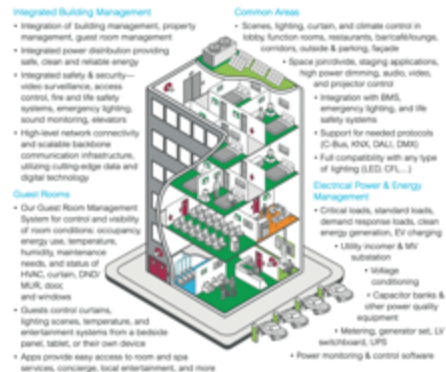 Integrated Building Management
• Integration of building management, property
management, guest room management
• Integrated power distribution providing
safe, clean and reliable energy
• Integrated safety & security—
video surveillance, access
control, fire and life safety
systems, emergency lighting,
sound monitoring, elevators
• High-level network connectivity
and scalable backbone
communication infrastructure,
utilizing cutting-edge data and
digital technology
Guest Rooms
• Our Guest Room Management
System for control and visibility
of room conditions: occupancy,
energy use, temperature,
humidity, maintenance
needs, and status of
HVAC, curtain, DND/
MUR, door,
and windows
• Guests control curtains,
lighting scenes, temperature, and
entertainment systems from a bedside
panel, tablet, or their own device
• Apps provide easy access to room and spa
services, concierge, local entertainment, and more
Common Areas
• Scenes, lighting, curtain, and climate control in
lobby, function rooms, restaurants, bar/café/lounge,
corridors, outside & parking, façade
• Space join/divide, staging applications,
high power dimming, audio, video,
and projector control
• Integration with BMS,
emergency lighting, and life
safety systems
• Support for needed protocols
(C-Bus, KNX, DALI, DMX)
• Full compatibility with any type
of lighting (LED, CFL,...)
Electrical Power & Energy
Management
• Critical loads, standard loads,
demand response loads, clean
energy generation, EV charging
• Utility incomer & MV
substation
• Voltage
conditioning
• Capacitor banks &
other power quality
equipment
• Metering, generator set, LV
switchboard, UPS
• Power monitoring & control software